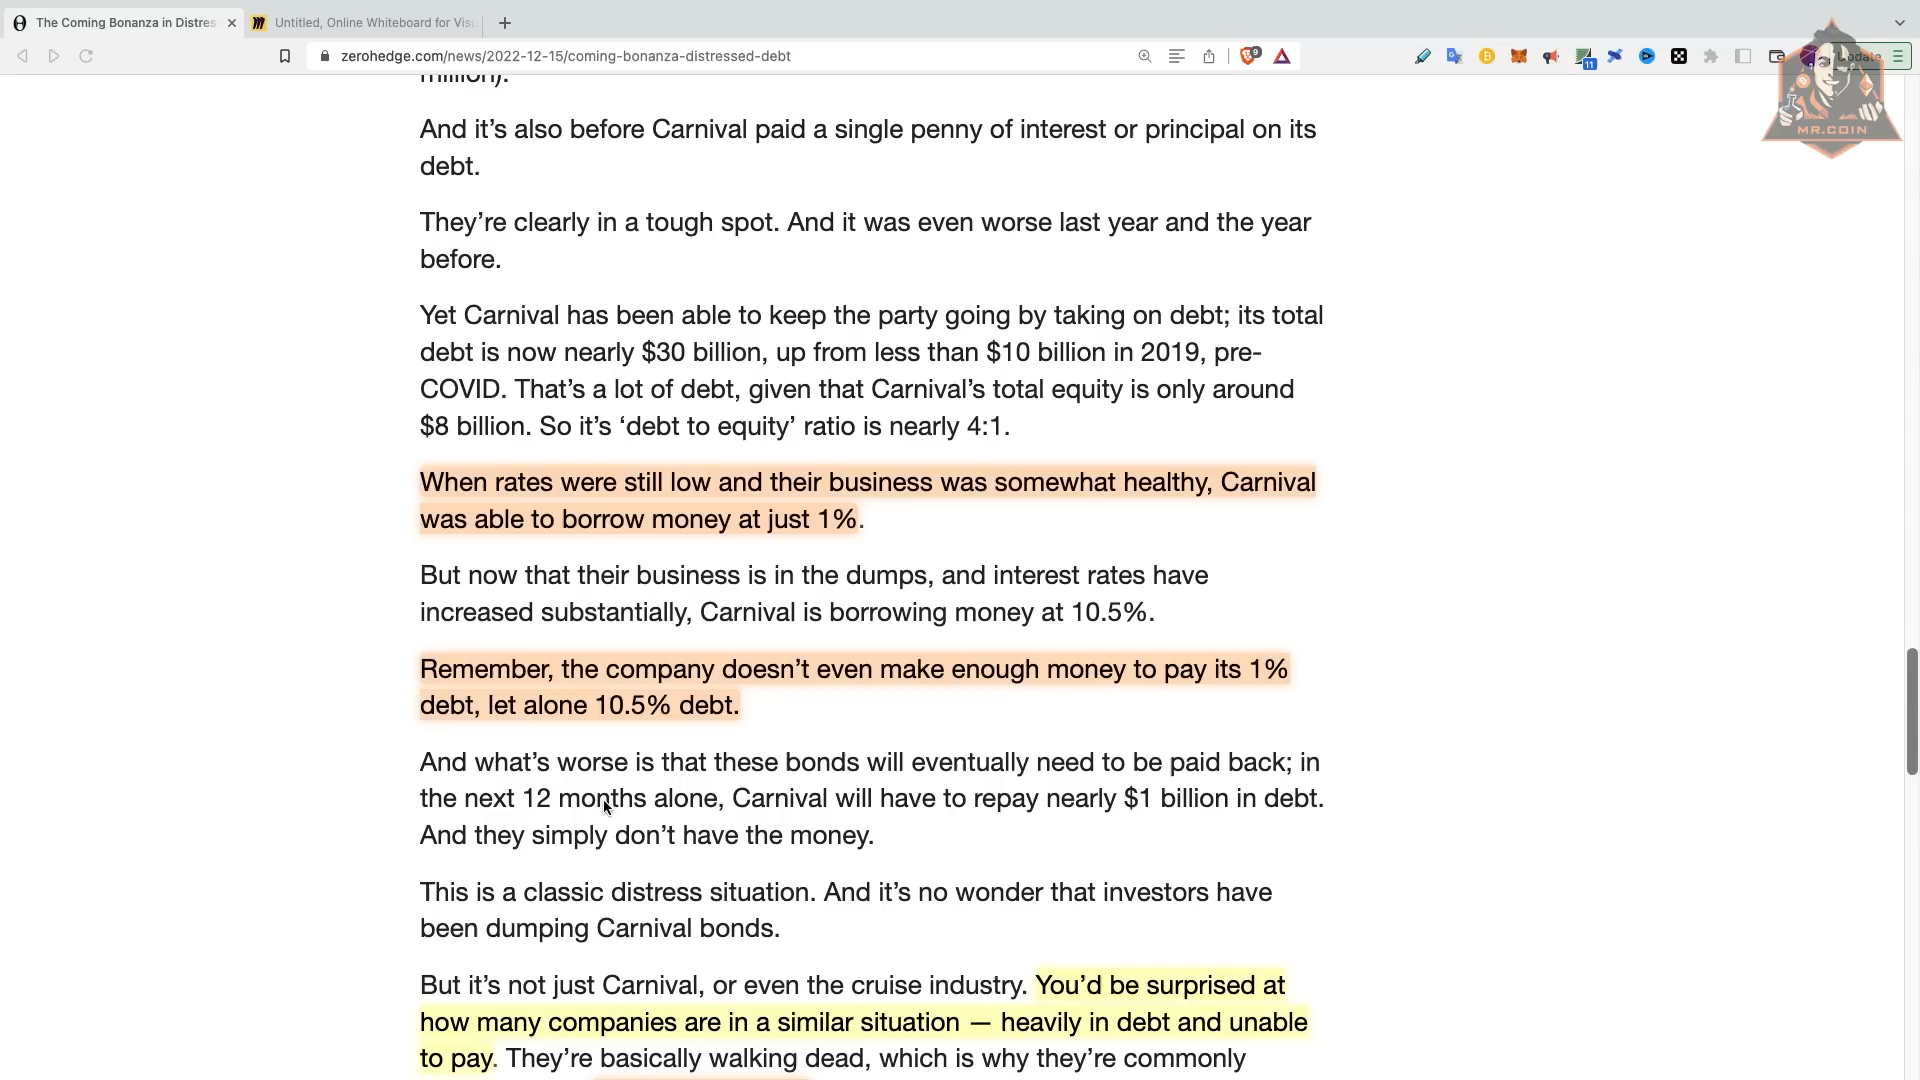 The Coming Bonanza in Distres
Untitled, Online Whiteboard for Vis
zerohedge.com/news/2022-12-15/coming-bonanza-distressed-debt
9
11
Update
MR.COIN
million).
And it’s also before Carnival paid a single penny of interest or principal on its
debt.
They’re clearly in a tough spot. And it was even worse last year and the year
before.
Yet Carnival has been able to keep the party going by taking on debt; its total
debt is now nearly $30 billion, up from less than $10 billion in 2019, pre-
COVID. That’s a lot of debt, given that Carnival’s total equity is only around
$8 billion. So it’s ‘debt to equity’ ratio is nearly 4:1.
When rates were still low and their business was somewhat healthy, Carnival
was able to borrow money at just 1%.
But now that their business is in the dumps, and interest rates have
increased substantially, Carnival is borrowing money at 10.5%.
Remember, the company doesn’t even make enough money to pay its 1%
debt, let alone 10.5% debt.
And what’s worse is that these bonds will eventually need to be paid back; in
the next 12 months alone, Carnival will have to repay nearly $1 billion in debt.
And they simply don’t have the money.
This is a classic distress situation. And it’s no wonder that investors have
been dumping Carnival bonds.
But it’s not just Carnival, or even the cruise industry. You’d be surprised at
how many companies are in a similar situation — heavily in debt and unable
to pay. They’re basically walking dead, which is why they’re commonly